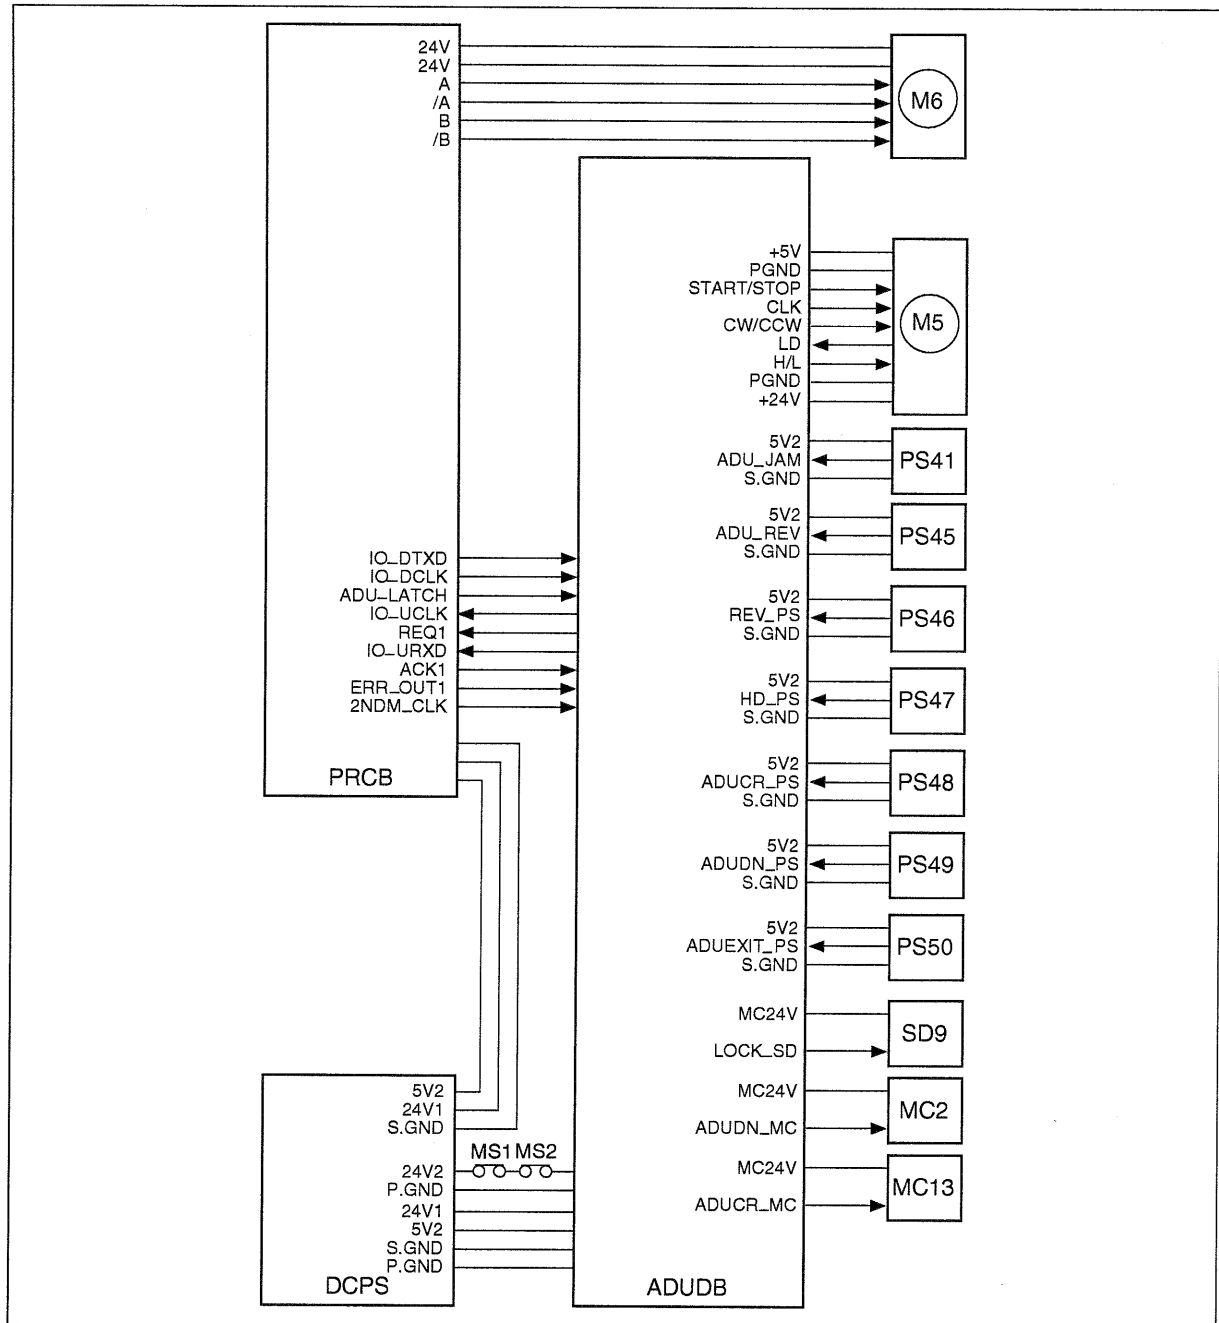 24V
24V
A
/A
B
/B
M6
+5V
PGND
START/STOP
CLK
CW/CCW
LD
H/L
PGND
+24V
M5
5V2
ADU_JAM
S.GND
PS41
5V2
ADU_REV
S.GND
PS45
IO_DTXD
IO_DCLK
ADU_LATCH
IO_UCLK
REQ1
IO_URXD
ACK1
ERR_OUT1
2NDM_CLK
PRCB
5V2
REV_PS
S.GND
PS46
5V2
HD_PS
S.GND
PS47
5V2
ADUCR_PS
S.GND
PS48
5V2
ADUDN_PS
S.GND
PS49
5V2
ADUEXIT_PS
S.GND
PS50
MC24V
LOCK_SD
SD9
MC24V
ADUDN_MC
MC2
MC24V
ADUCR_MC
MC13
5V2
24V1
S.GND
MS1 MS2
24V2
P.GND
24V1
5V2
S.GND
P.GND
DCPS
ADUDB